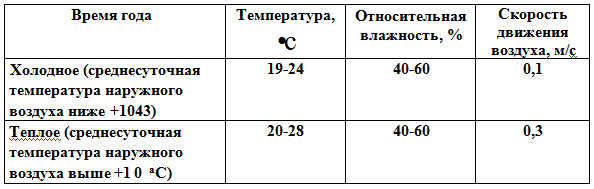 Время года Температура, Относительная Скорость
•С влажность, % движения
воздуха, м/с
Холодное (среднесуточная 19-24 40-60 0,1
температура наружного
воздуха ниже +1043)
Теплое (среднесуточная 20-28 40-60 0,3
температура наружного
воздуха выше +1 0 ªС)